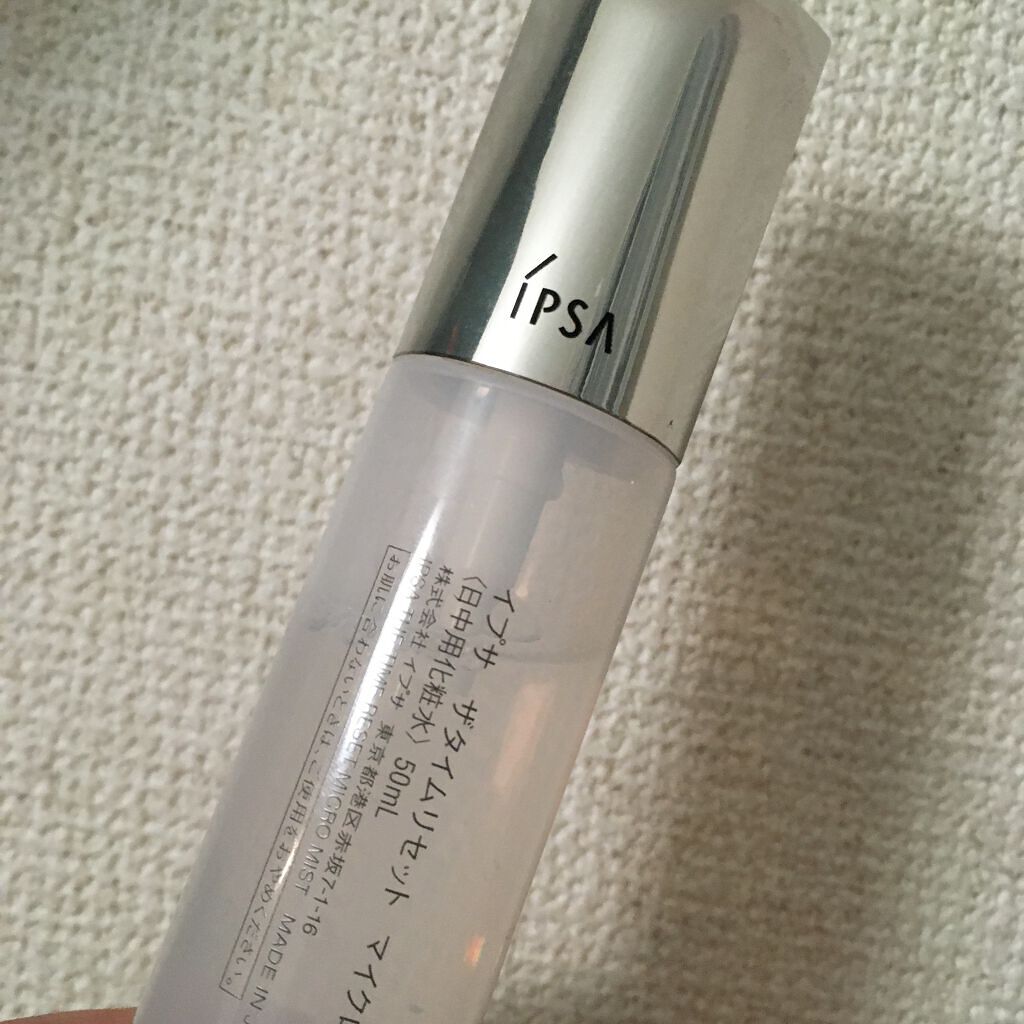 IPSA
イプサ ザタイムリセット マイクロ
〈日中用化粧水〉 50mL
株式会社 イプサ 東京都港区赤坂7-1-16
IPSA THE TIME RESET MICRO MIST MADE IN J
お肌に合わないときは、ご使用をおやめください。